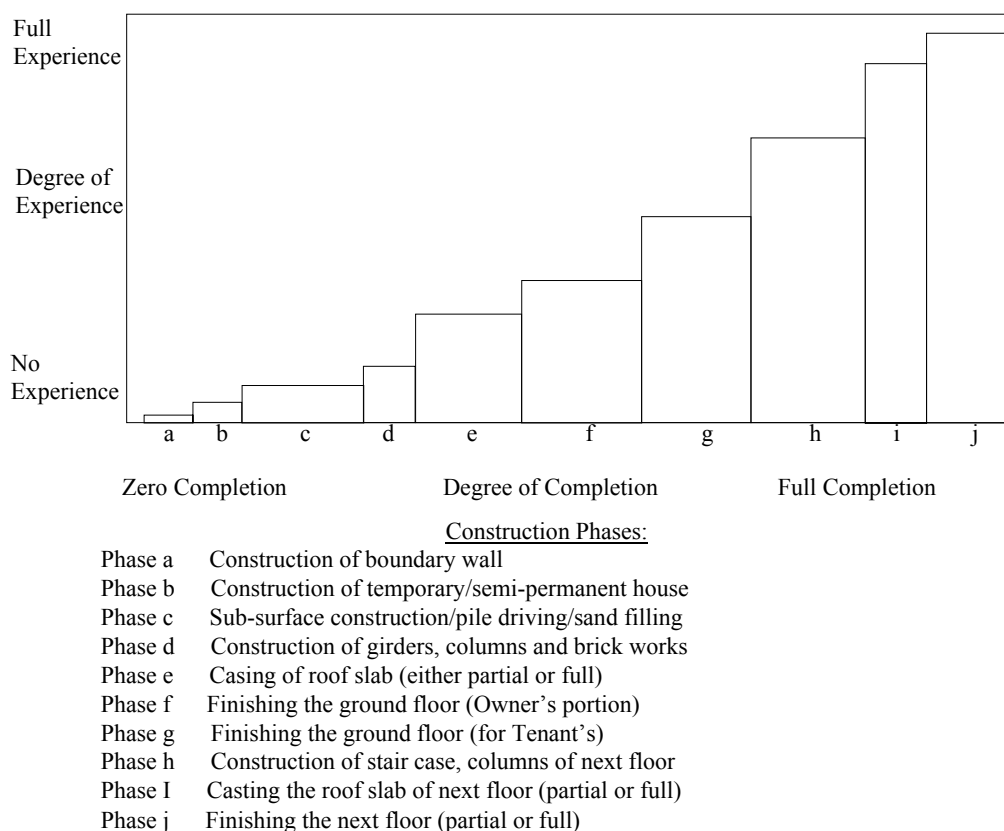 Full
Experience
Degree of
Experience
No
Experience
a b c d e f g h i j
Zero Completion Degree of Completion Full Completion
Construction Phases:
Phase a Construction of boundary wall
Phase b Construction of temporary/semi-permanent house
Phase c Sub-surface construction/pile driving/sand filling
Phase d Construction of girders, columns and brick works
Phase e Casing of roof slab (either partial or full)
Phase f Finishing the ground floor (Owner's portion)
Phase g Finishing the ground floor (for Tenant's)
Phase h Construction of stair case, columns of next floor
Phase I Casting the roof slab of next floor (partial or full)
Phase j Finishing the next floor (partial or full)